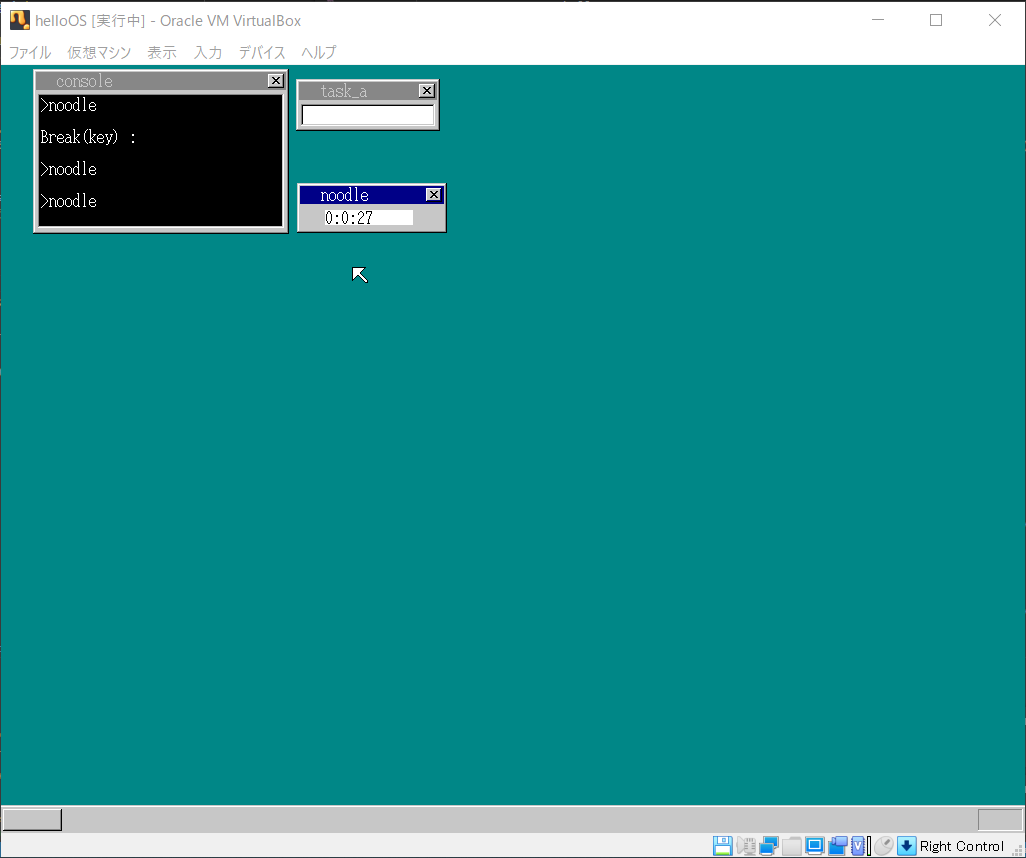 helloOS [実行中] - Oracle VM VirtualBox
ファイル 仮想マシン 表示 入力 デバイス ヘルプ
console
>noodle
Break(key) :
>noodle
>noodle
task_a
noodle
0:0:27
Right Control